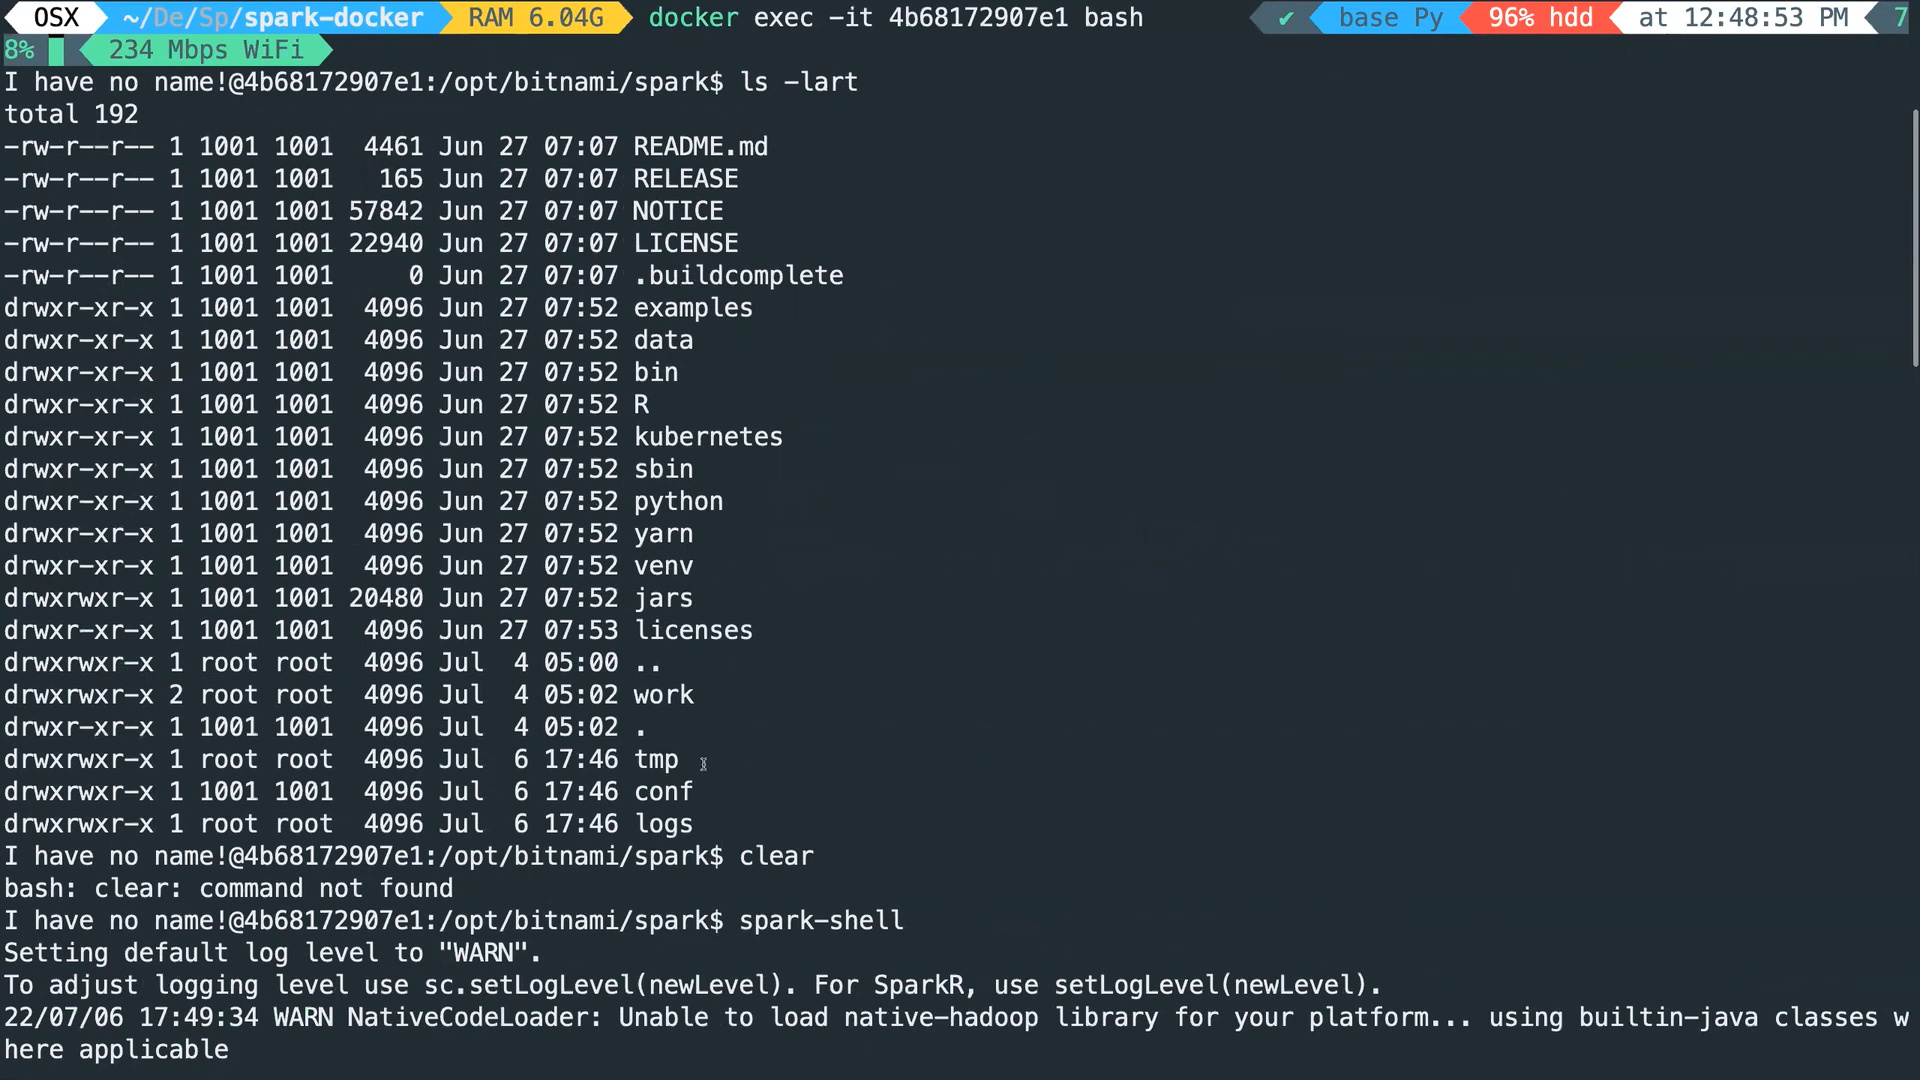 OSX ~/De/Sp/spark-docker RAM 6.04G docker exec -it 4b68172907e1 bash ✔ base Py 96% hdd at 12:48:53 PM 7
8% 234 Mbps WiFi
I have no name!@4b68172907e1:/opt/bitnami/spark$ ls -lart
total 192
-rw-r--r-- 1 1001 1001  4461 Jun 27 07:07 README.md
-rw-r--r-- 1 1001 1001   165 Jun 27 07:07 RELEASE
-rw-r--r-- 1 1001 1001 57842 Jun 27 07:07 NOTICE
-rw-r--r-- 1 1001 1001 22940 Jun 27 07:07 LICENSE
-rw-r--r-- 1 1001 1001     0 Jun 27 07:07 .buildcomplete
drwxr-xr-x 1 1001 1001  4096 Jun 27 07:52 examples
drwxr-xr-x 1 1001 1001  4096 Jun 27 07:52 data
drwxr-xr-x 1 1001 1001  4096 Jun 27 07:52 bin
drwxr-xr-x 1 1001 1001  4096 Jun 27 07:52 R
drwxr-xr-x 1 1001 1001  4096 Jun 27 07:52 kubernetes
drwxr-xr-x 1 1001 1001  4096 Jun 27 07:52 sbin
drwxr-xr-x 1 1001 1001  4096 Jun 27 07:52 python
drwxr-xr-x 1 1001 1001  4096 Jun 27 07:52 yarn
drwxr-xr-x 1 1001 1001  4096 Jun 27 07:52 venv
drwxrwxr-x 1 1001 1001 20480 Jun 27 07:52 jars
drwxr-xr-x 1 1001 1001  4096 Jun 27 07:53 licenses
drwxrwxr-x 1 root root  4096 Jul  4 05:00 ..
drwxrwxr-x 2 root root  4096 Jul  4 05:02 work
drwxr-xr-x 1 1001 1001  4096 Jul  4 05:02 .
drwxrwxr-x 1 root root  4096 Jul  6 17:46 tmp
drwxrwxr-x 1 1001 1001  4096 Jul  6 17:46 conf
drwxrwxr-x 1 root root  4096 Jul  6 17:46 logs
I have no name!@4b68172907e1:/opt/bitnami/spark$ clear
bash: clear: command not found
I have no name!@4b68172907e1:/opt/bitnami/spark$ spark-shell
Setting default log level to "WARN".
To adjust logging level use sc.setLogLevel(newLevel). For SparkR, use setLogLevel(newLevel).
22/07/06 17:49:34 WARN NativeCodeLoader: Unable to load native-hadoop library for your platform... using builtin-java classes w
here applicable